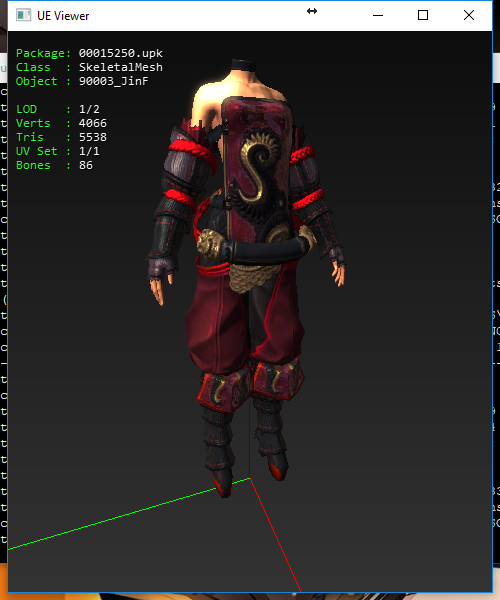 UE Viewer
Package: 00015250.upk
Class : SkeletalMesh
Object : 90003_JinF
LOD : 1/2
Verts : 4066
Tris : 5538
UV Set : 1/1
Bones : 86